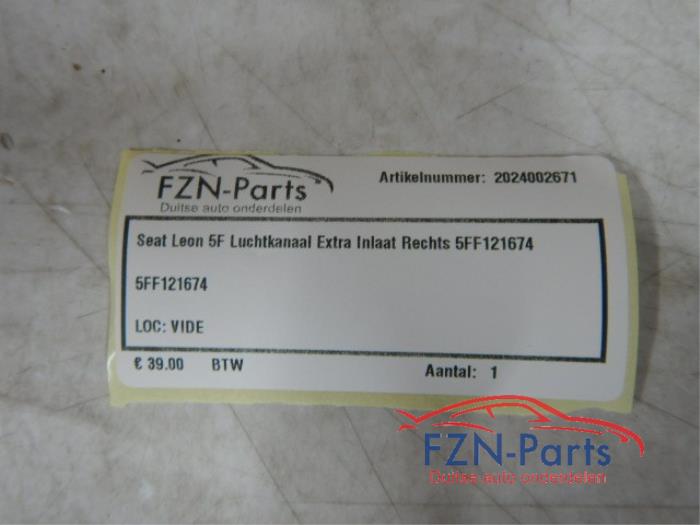 FZN-Parts
Duitse auto onderdelen
Artikelnummer: 2024002671
Seat Leon 5F Luchtkanaal Extra Inlaat Rechts 5FF121674
5FF121674
LOC: VIDE
€ 39.00 BTW
Aantal: 1
FZN-Parts
Duitse auto onderdelen